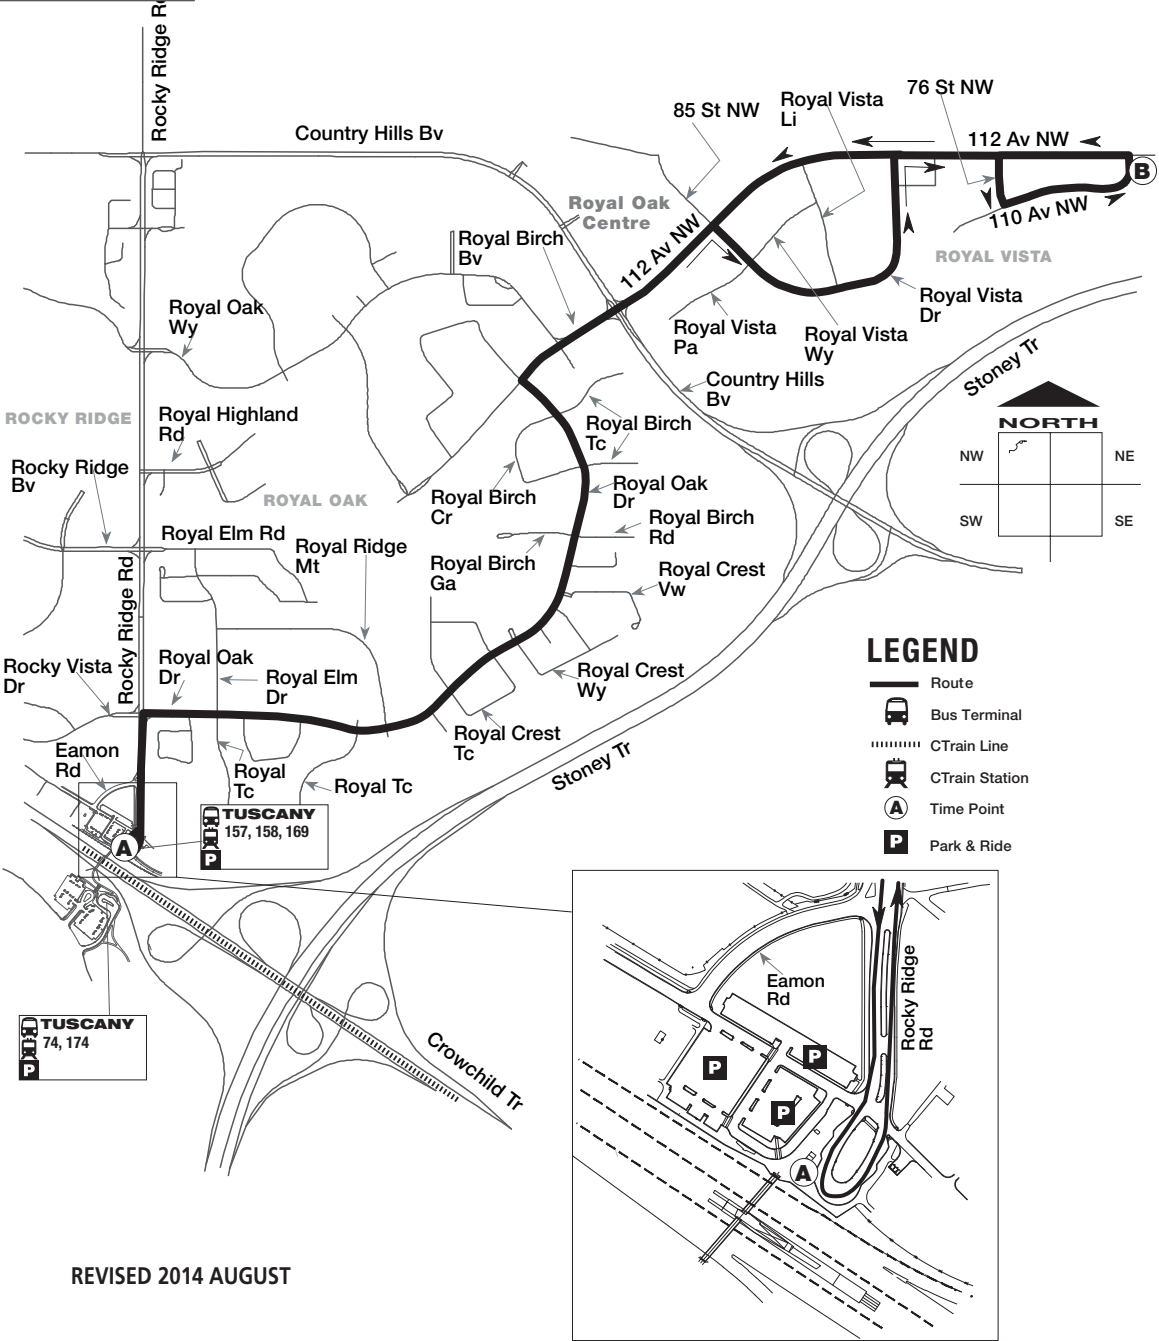 Rocky Ridge Rd
Country Hills Bv
85 St NW
Royal Vista
Li
76 St NW
112 Av NW
B
110 Av NW
ROYAL VISTA
Royal Oak
Centre
112 Av NW
Royal Birch
Bv
Royal Vista
Dr
Royal Vista
Pa
Royal Vista
Wy
Royal Oak
Wy
Country Hills
Bv
Stoney Tr
NORTH
NW
NE
SW
SE
ROCKY RIDGE
Royal Highland
Rd
Royal Birch
Tc
Rocky Ridge
Bv
ROYAL OAK
Royal Birch
Cr
Royal Oak
Dr
Royal Birch
Rd
Royal Elm Rd
Royal Ridge
Mt
Royal Birch
Ga
Royal Crest
Vw
Rocky Ridge Rd
Rocky Vista
Dr
Royal Oak
Dr
Royal Elm
Dr
Royal Crest
Wy
Royal Crest
Tc
Eamon
Rd
Royal
Tc
Royal Tc
Stoney Tr
TUSCANY
157, 158, 169
P
A
TUSCANY
74, 174
P
Crowchild Tr
LEGEND
Route
Bus Terminal
CTrain Line
CTrain Station
A Time Point
P Park & Ride
Eamon
Rd
Rocky Ridge
Rd
P
P
P
A
REVISED 2014 AUGUST